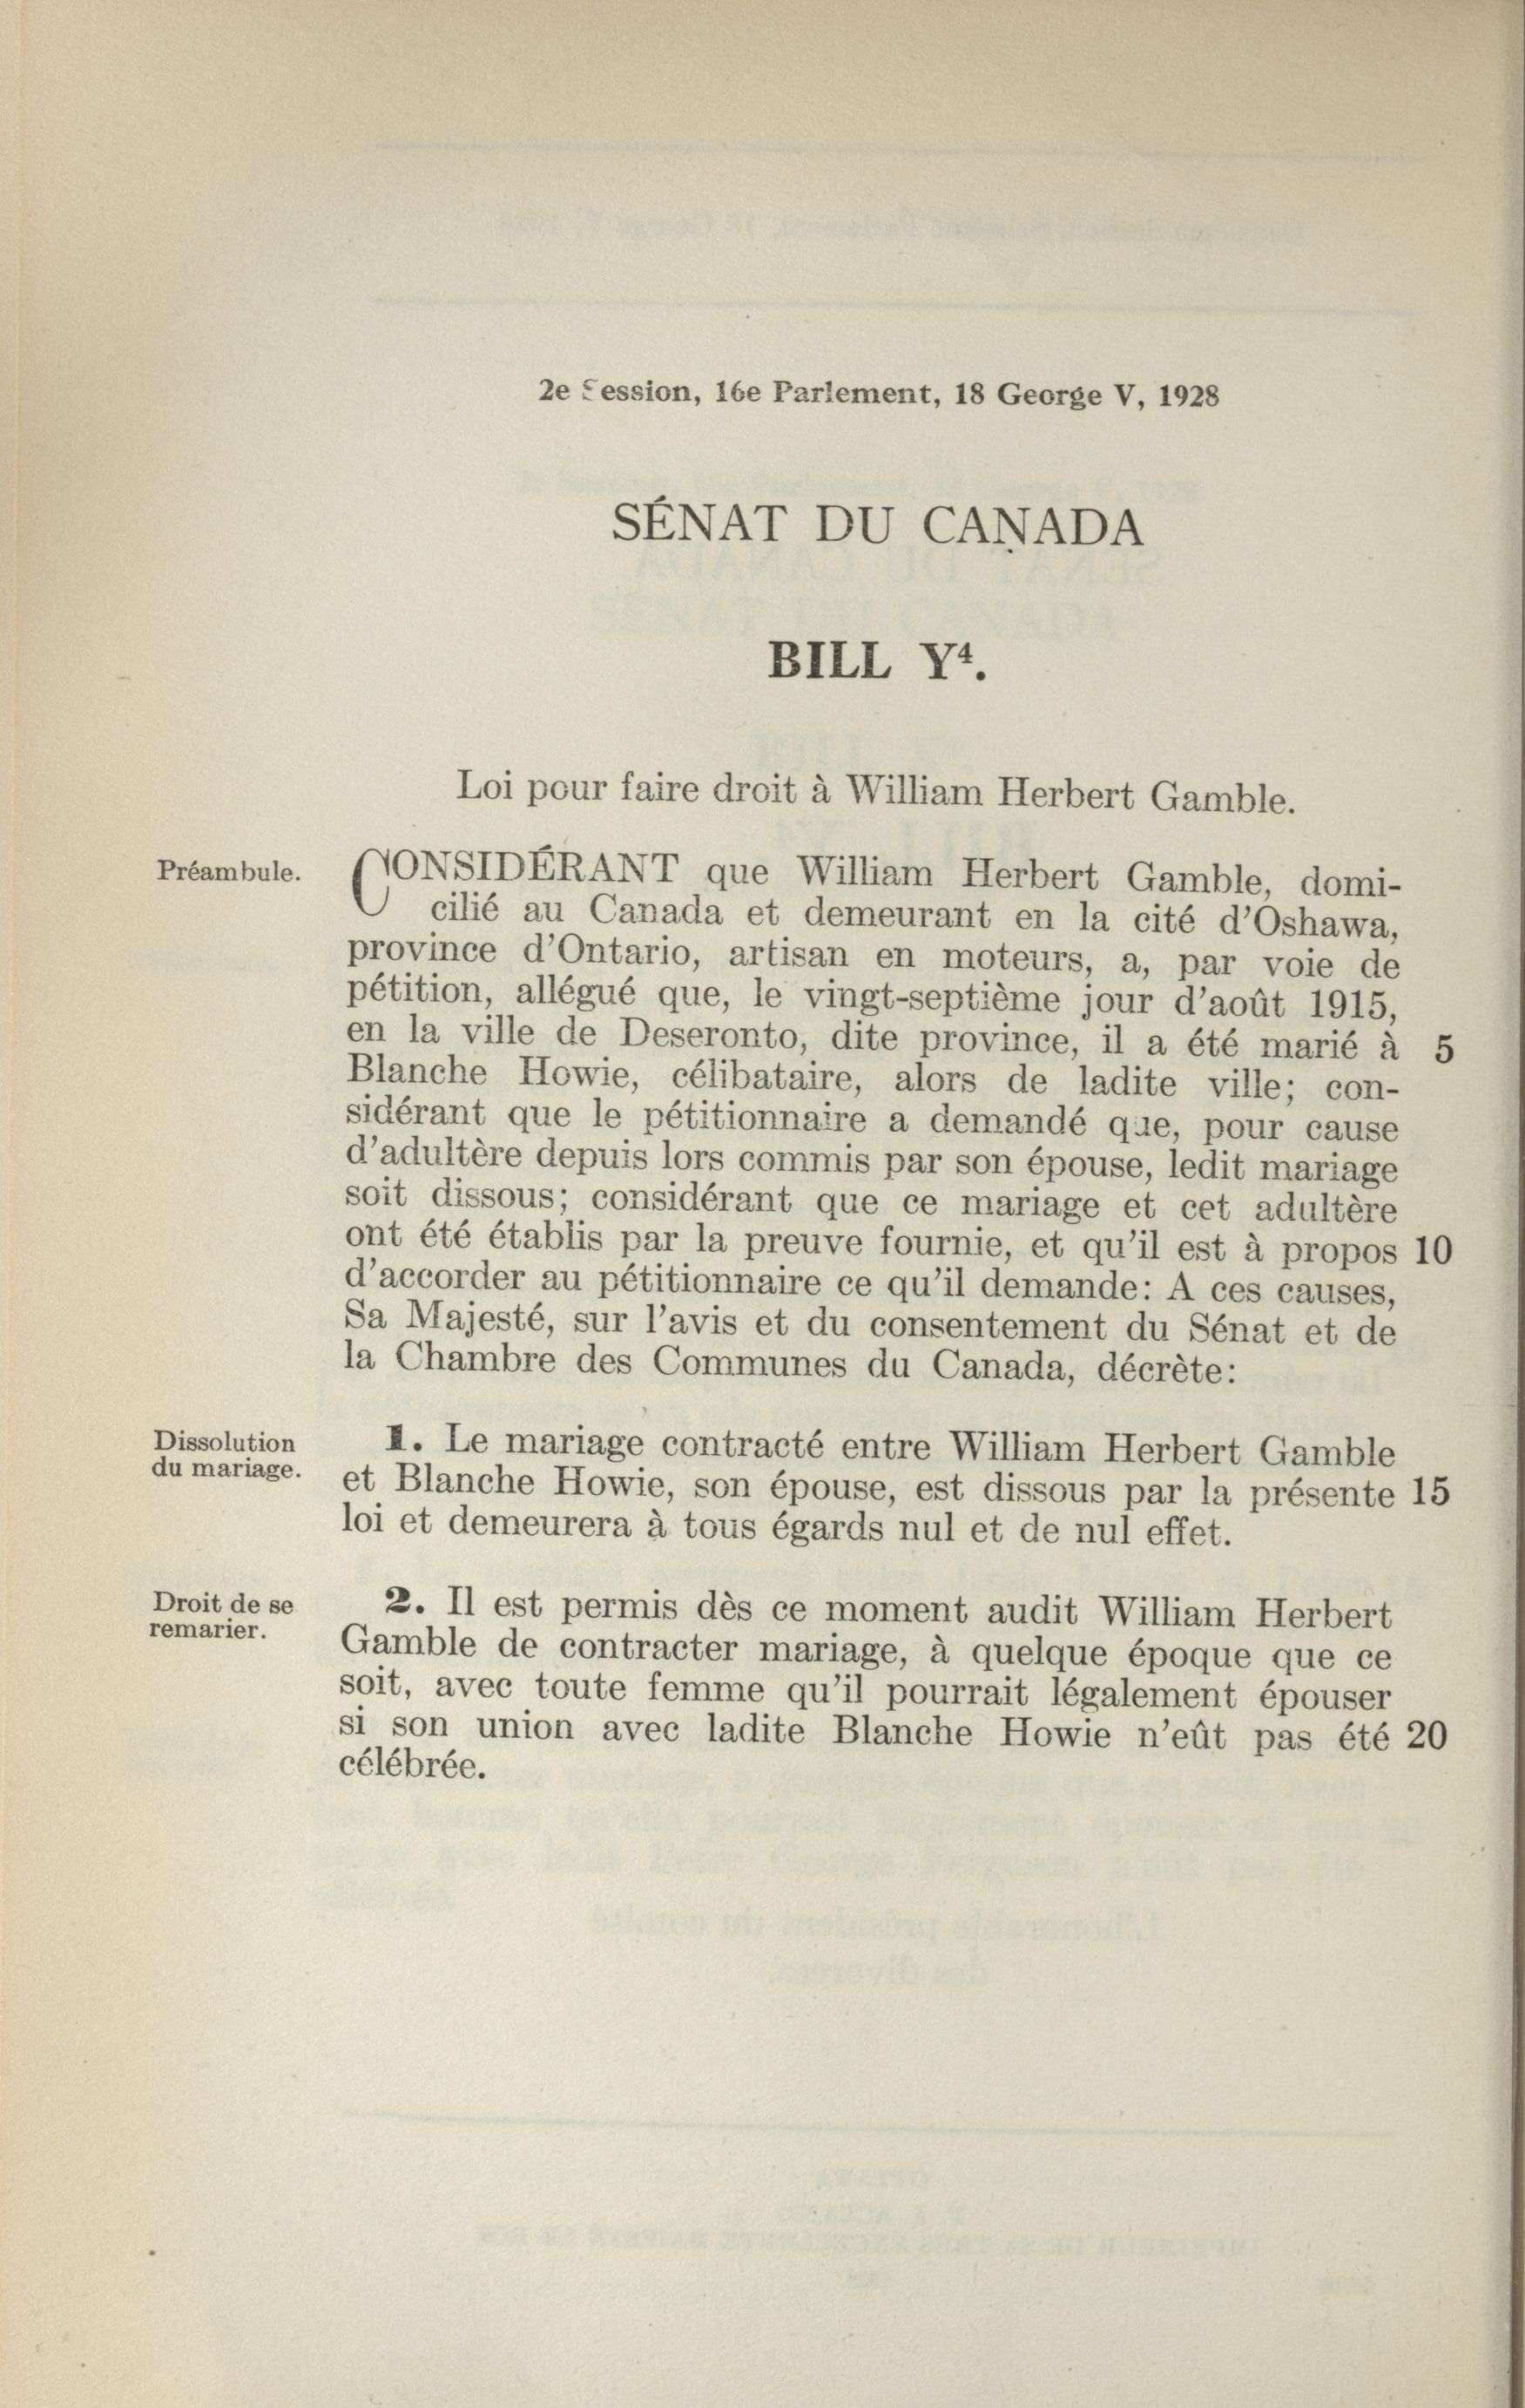 2e Session, 16e Parlement, 18 George V, 1928
SÉNAT DU CANADA
BILL Y⁴.
Loi pour faire droit à William Herbert Gamble.
Préambule.
CONSIDÉRANT que William Herbert Gamble, domi-
cilié au Canada et demeurant en la cité d'Oshawa,
province d'Ontario, artisan en moteurs, a, par voie de
pétition, allégué que, le vingt-septième jour d'août 1915,
en la ville de Deseronto, dite province, il a été marié à 5
Blanche Howie, célibataire, alors de ladite ville; con-
sidérant que le pétitionnaire a demandé que, pour cause
d'adultère depuis lors commis par son épouse, ledit mariage
soit dissous; considérant que ce mariage et cet adultère
ont été établis par la preuve fournie, et qu'il est à propos 10
d'accorder au pétitionnaire ce qu'il demande: A ces causes,
Sa Majesté, sur l'avis et du consentement du Sénat et de
la Chambre des Communes du Canada, décrète:
Dissolution
du mariage.
1. Le mariage contracté entre William Herbert Gamble
et Blanche Howie, son épouse, est dissous par la présente 15
loi et demeurera à tous égards nul et de nul effet.
Droit de se
remarier.
2. Il est permis dès ce moment audit William Herbert
Gamble de contracter mariage, à quelque époque que ce
soit, avec toute femme qu'il pourrait légalement épouser
si son union avec ladite Blanche Howie n'eût pas été 20
célébrée.